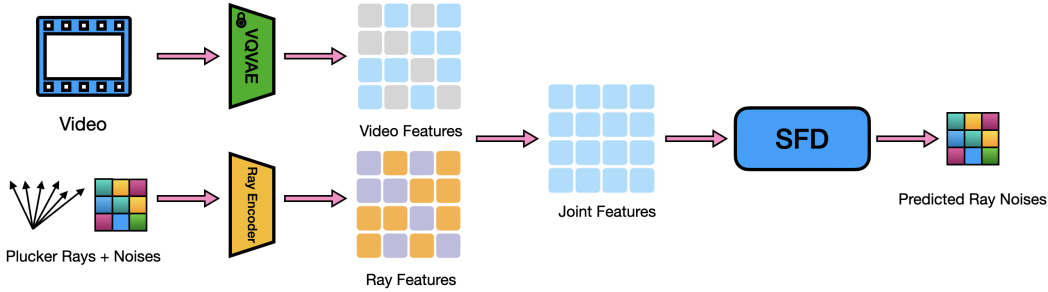 Video
VQVAE
Video Features
Plucker Rays + Noises
Ray Encoder
Ray Features
Joint Features
SFD
Predicted Ray Noises